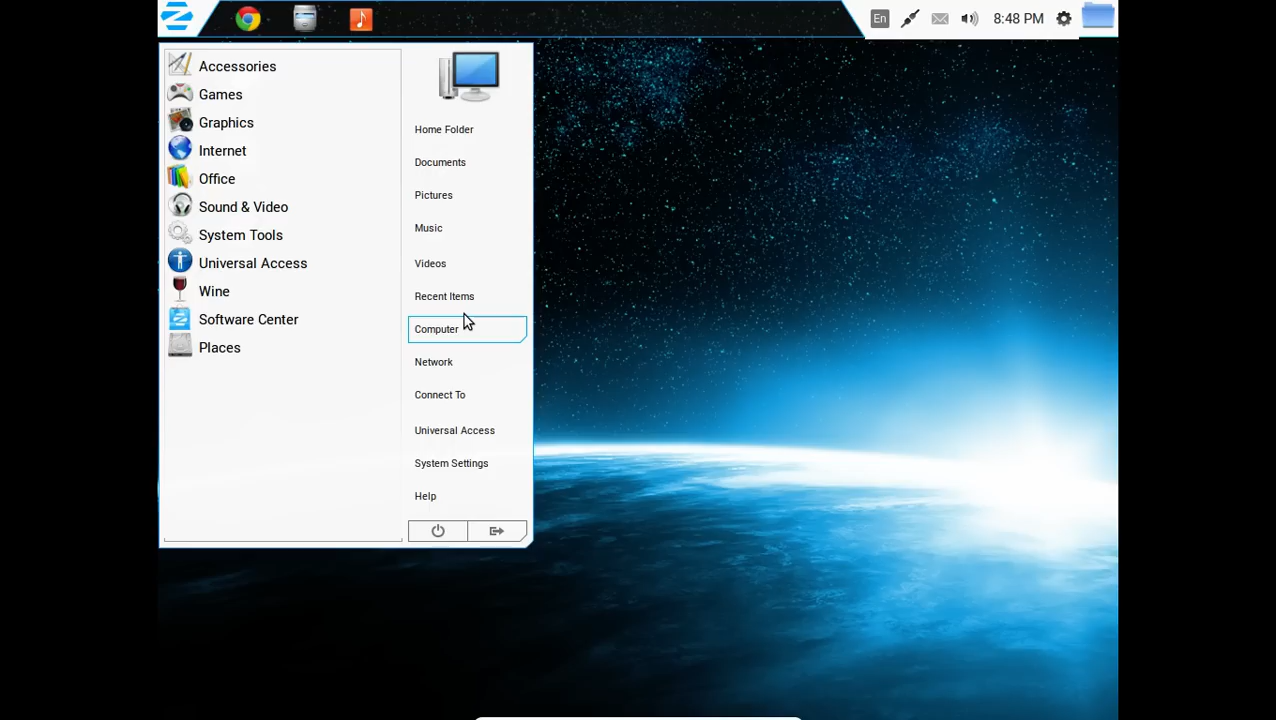 En
8:48 PM
Accessories
Games
Graphics
Internet
Office
Sound & Video
System Tools
Universal Access
Wine
Software Center
Places
Home Folder
Documents
Pictures
Music
Videos
Recent Items
Computer
Network
Connect To
Universal Access
System Settings
Help